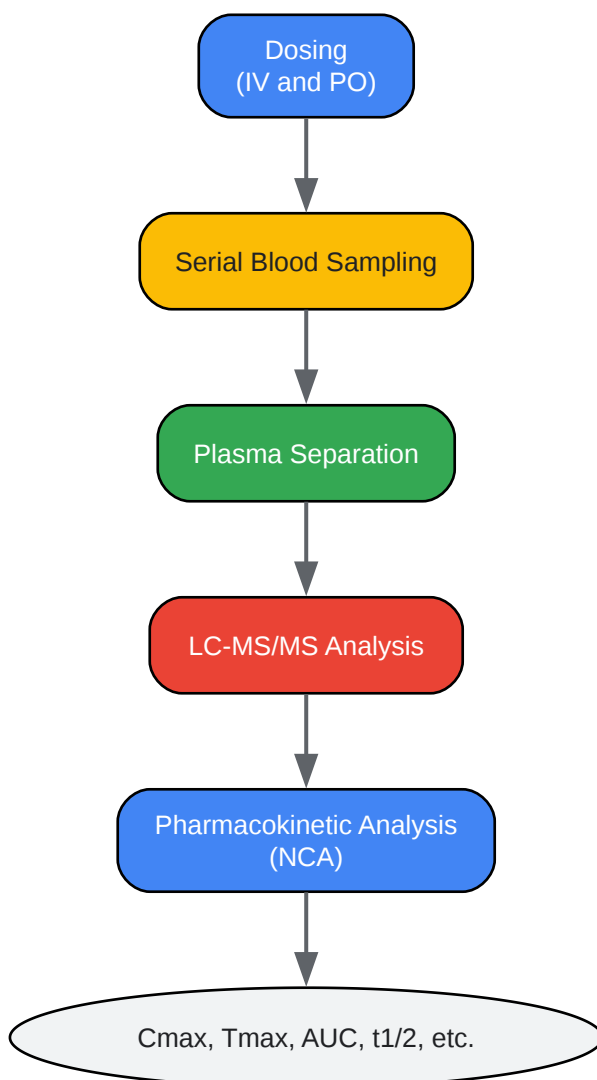 Dosing
(IV and PO)
Serial Blood Sampling
Plasma Separation
LC-MS/MS Analysis
Pharmacokinetic Analysis
(NCA)
Cmax, Tmax, AUC, t1/2, etc.